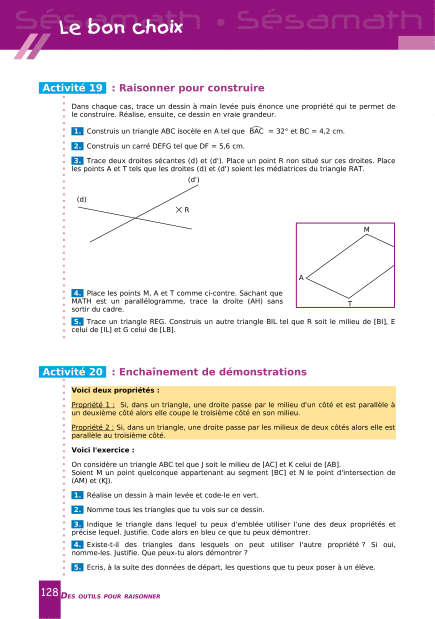 Sésamath • Sésamath
Le bon choix
Activité 19 : Raisonner pour construire
Dans chaque cas, trace un dessin à main levée puis énonce une propriété qui te permet de
le construire. Réalise, ensuite, ce dessin en vraie grandeur.
1. Construis un triangle ABC isocèle en A tel que BAC = 32° et BC = 4,2 cm.
2. Construis un carré DEFG tel que DF = 5,6 cm.
3. Trace deux droites sécantes (d) et (d'). Place un point R non situé sur ces droites. Place
les points A et T tels que les droites (d) et (d') soient les médiatrices du triangle RAT.
(d')
(d)
R
M
A
T
4. Place les points M, A et T comme ci-contre. Sachant que
MATH est un parallélogramme, trace la droite (AH) sans
sortir du cadre.
5. Trace un triangle REG. Construis un autre triangle BIL tel que R soit le milieu de [BI], E
celui de [IL] et G celui de [LB].
Activité 20 : Enchaînement de démonstrations
Voici deux propriétés :
Propriété 1 : Si, dans un triangle, une droite passe par le milieu d'un côté et est parallèle à
un deuxième côté alors elle coupe le troisième côté en son milieu.
Propriété 2 : Si, dans un triangle, une droite passe par les milieux de deux côtés alors elle est
parallèle au troisième côté.
Voici l'exercice :
On considère un triangle ABC tel que J soit le milieu de [AC] et K celui de [AB].
Soient M un point quelconque appartenant au segment [BC] et N le point d'intersection de
(AM) et (KJ).
1. Réalise un dessin à main levée et code-le en vert.
2. Nomme tous les triangles que tu vois sur ce dessin.
3. Indique le triangle dans lequel tu peux d'emblée utiliser l'une des deux propriétés et
précise lequel. Justifie. Code alors en bleu ce que tu peux démontrer.
4. Existe-t-il des triangles dans lesquels on peut utiliser l'autre propriété ? Si oui,
nomme-les. Justifie. Que peux-tu alors démontrer ?
5. Ecris, à la suite des données de départ, les questions que tu peux poser à un élève.
128 DES OUTILS POUR RAISONNER